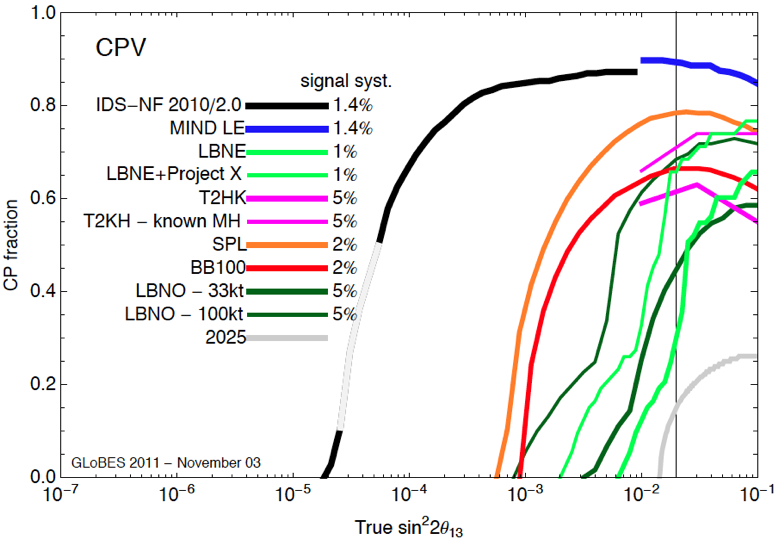 1.0
CPV
signal syst.
IDS−NF 2010/2.0 1.4%
0.8
MIND LE 1.4%
LBNE 1%
LBNE+Project X 1%
0.6
T2HK 5%
T2KH − known MH 5%
SPL 2%
BB100 2%
0.4
LBNO − 33kt 5%
LBNO − 100kt 5%
2025
0.2
CP fraction
GLoBES 2011 − November 03
0.0
10−7 10−6 10−5 10−4 10−3 10−2 10−1
True sin²2θ13